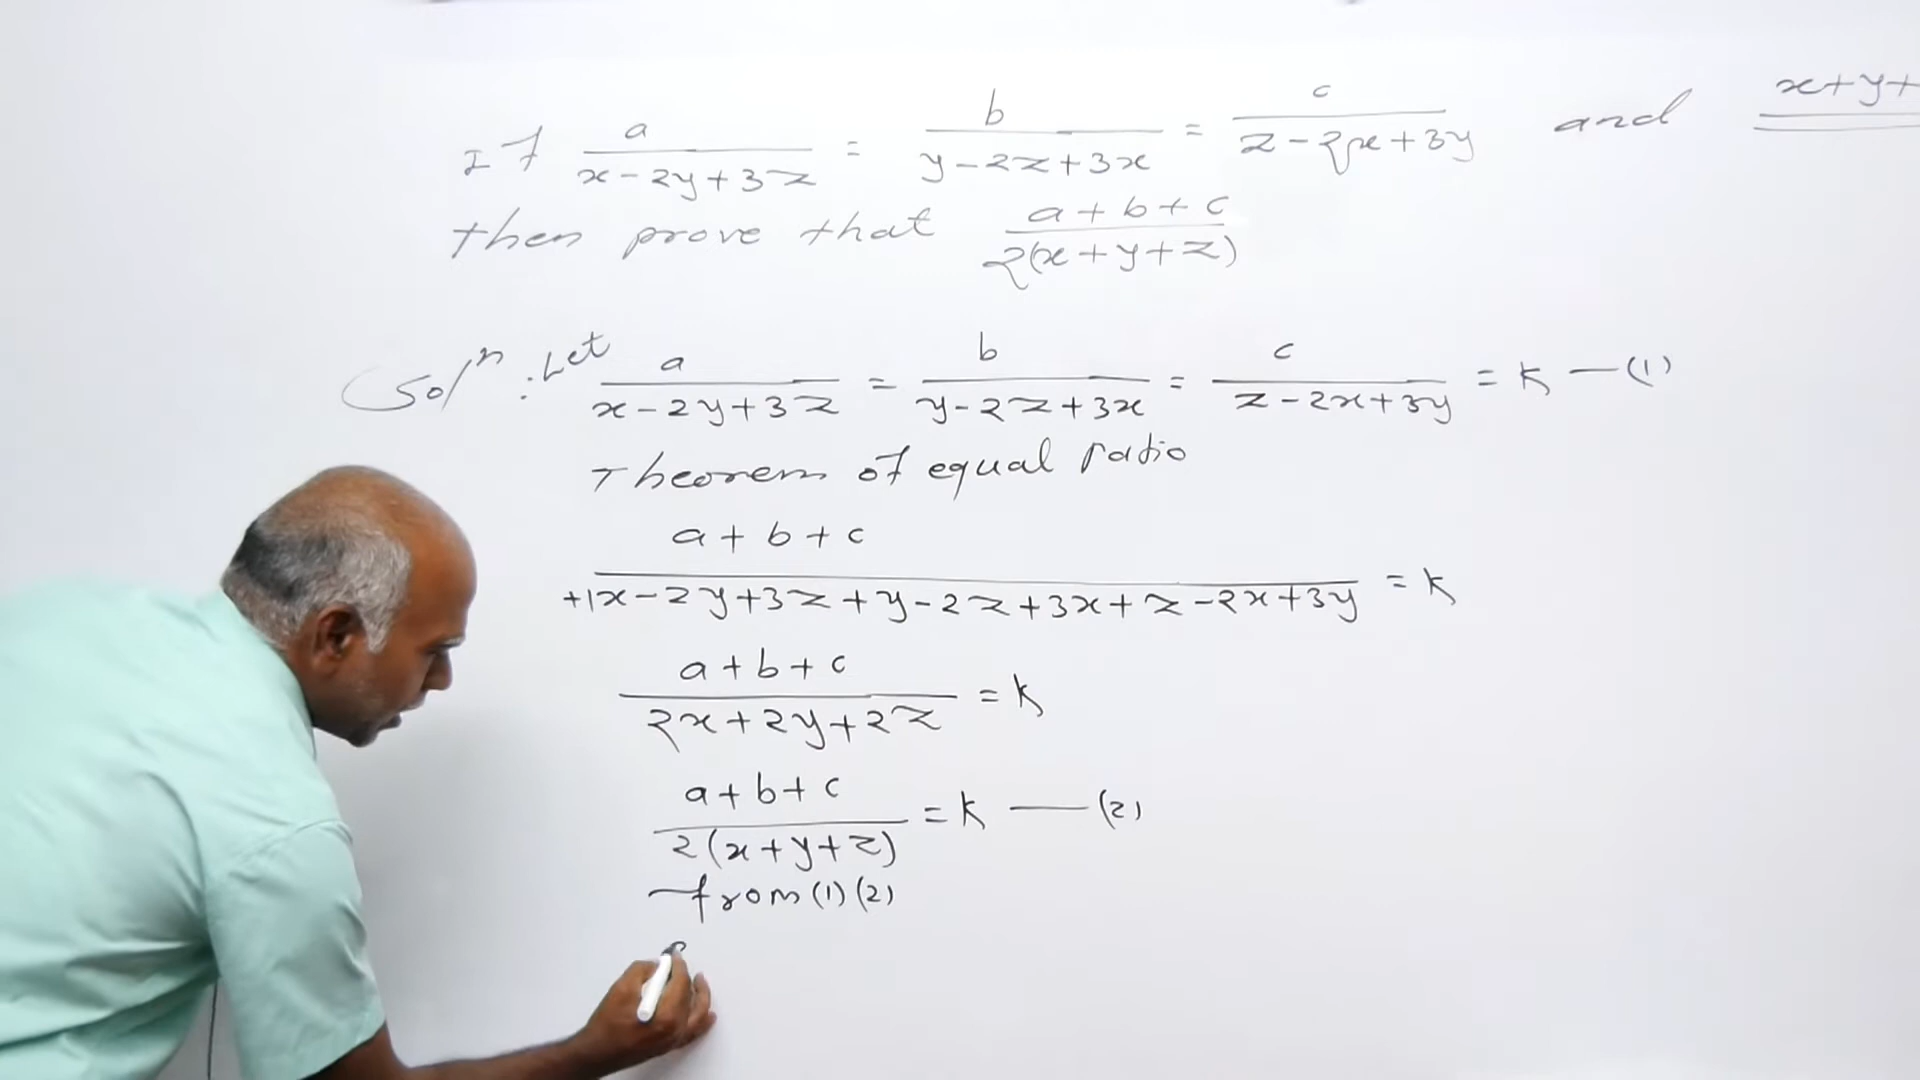 If a/(x-2y+3z) = b/(y-2z+3x) = c/(z-2x+3y) and x+y+
then prove that (a+b+c)/(2(x+y+z))
Solⁿ : Let a/(x-2y+3z) = b/(y-2z+3x) = c/(z-2x+3y) = k —(1)
Theorem of equal ratio
(a+b+c)/(+1x-2y+3z+y-2z+3x+z-2x+3y) = k
(a+b+c)/(2x+2y+2z) = k
(a+b+c)/(2(x+y+z)) = k —(2)
from (1) (2)